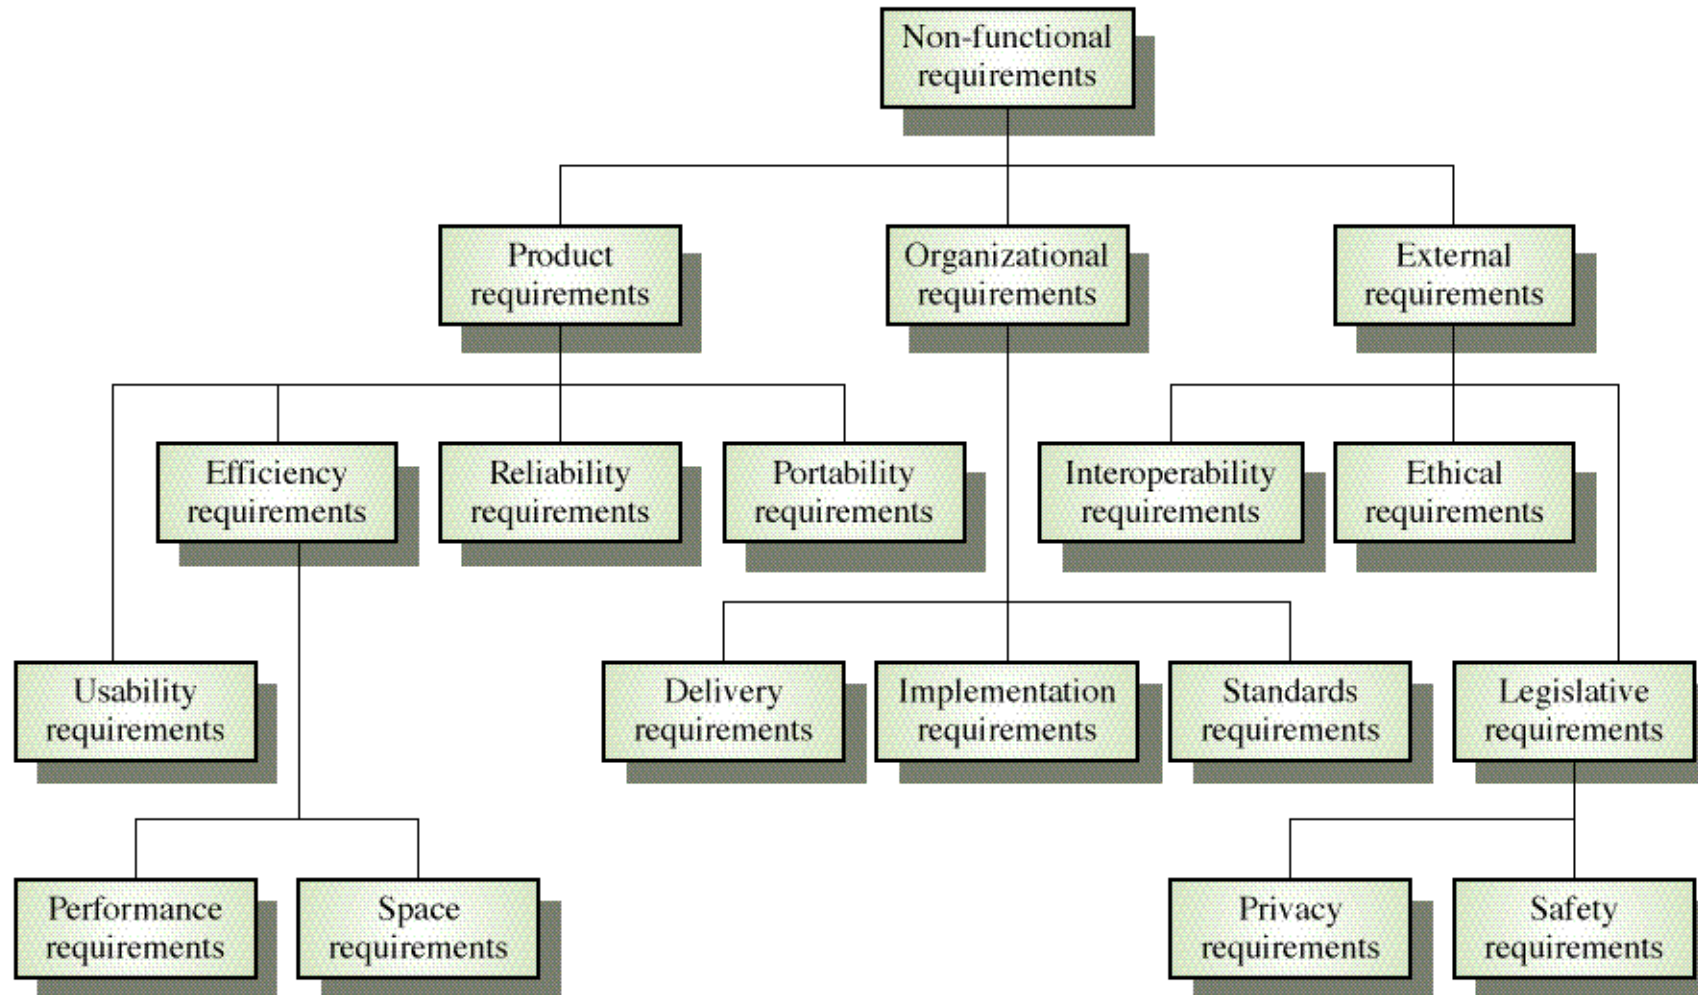 Non-functional
requirements
Product
requirements
Organizational
requirements
External
requirements
Efficiency
requirements
Reliability
requirements
Portability
requirements
Interoperability
requirements
Ethical
requirements
Usability
requirements
Delivery
requirements
Implementation
requirements
Standards
requirements
Legislative
requirements
Performance
requirements
Space
requirements
Privacy
requirements
Safety
requirements